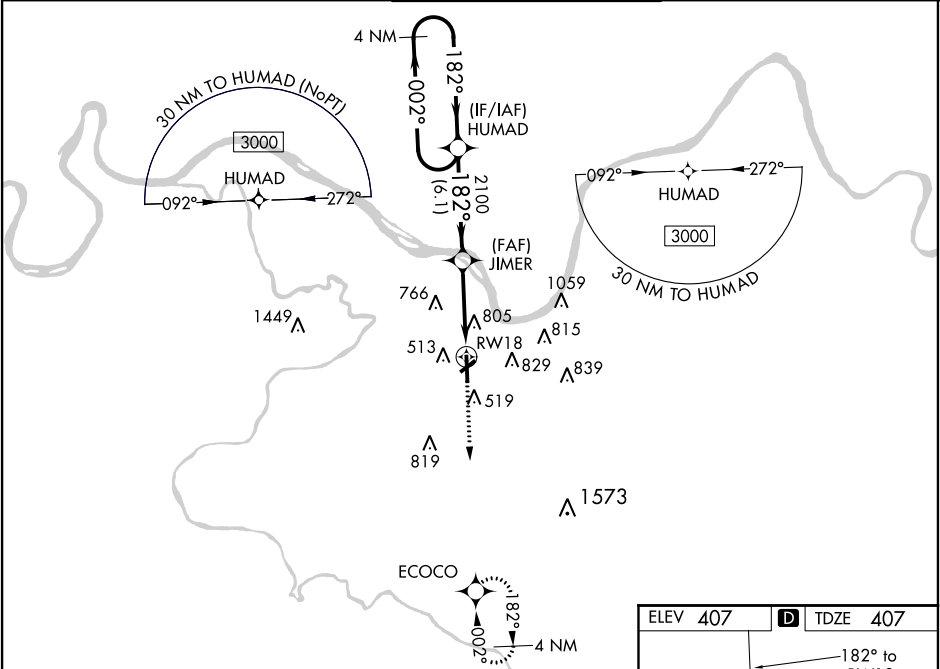 4 NM
182°
002°
(IF/IAF)
HUMAD
30 NM TO HUMAD (NoPT)
3000
HUMAD
092°
272°
2100
182°
(6.1)
092°
272°
HUMAD
3000
30 NM TO HUMAD
(FAF)
JIMER
766
1059
1449
805
815
513
RW18
829
839
519
819
1573
ECOCO
182°
002°
4 NM
ELEV 407 D TDZE 407
182° to